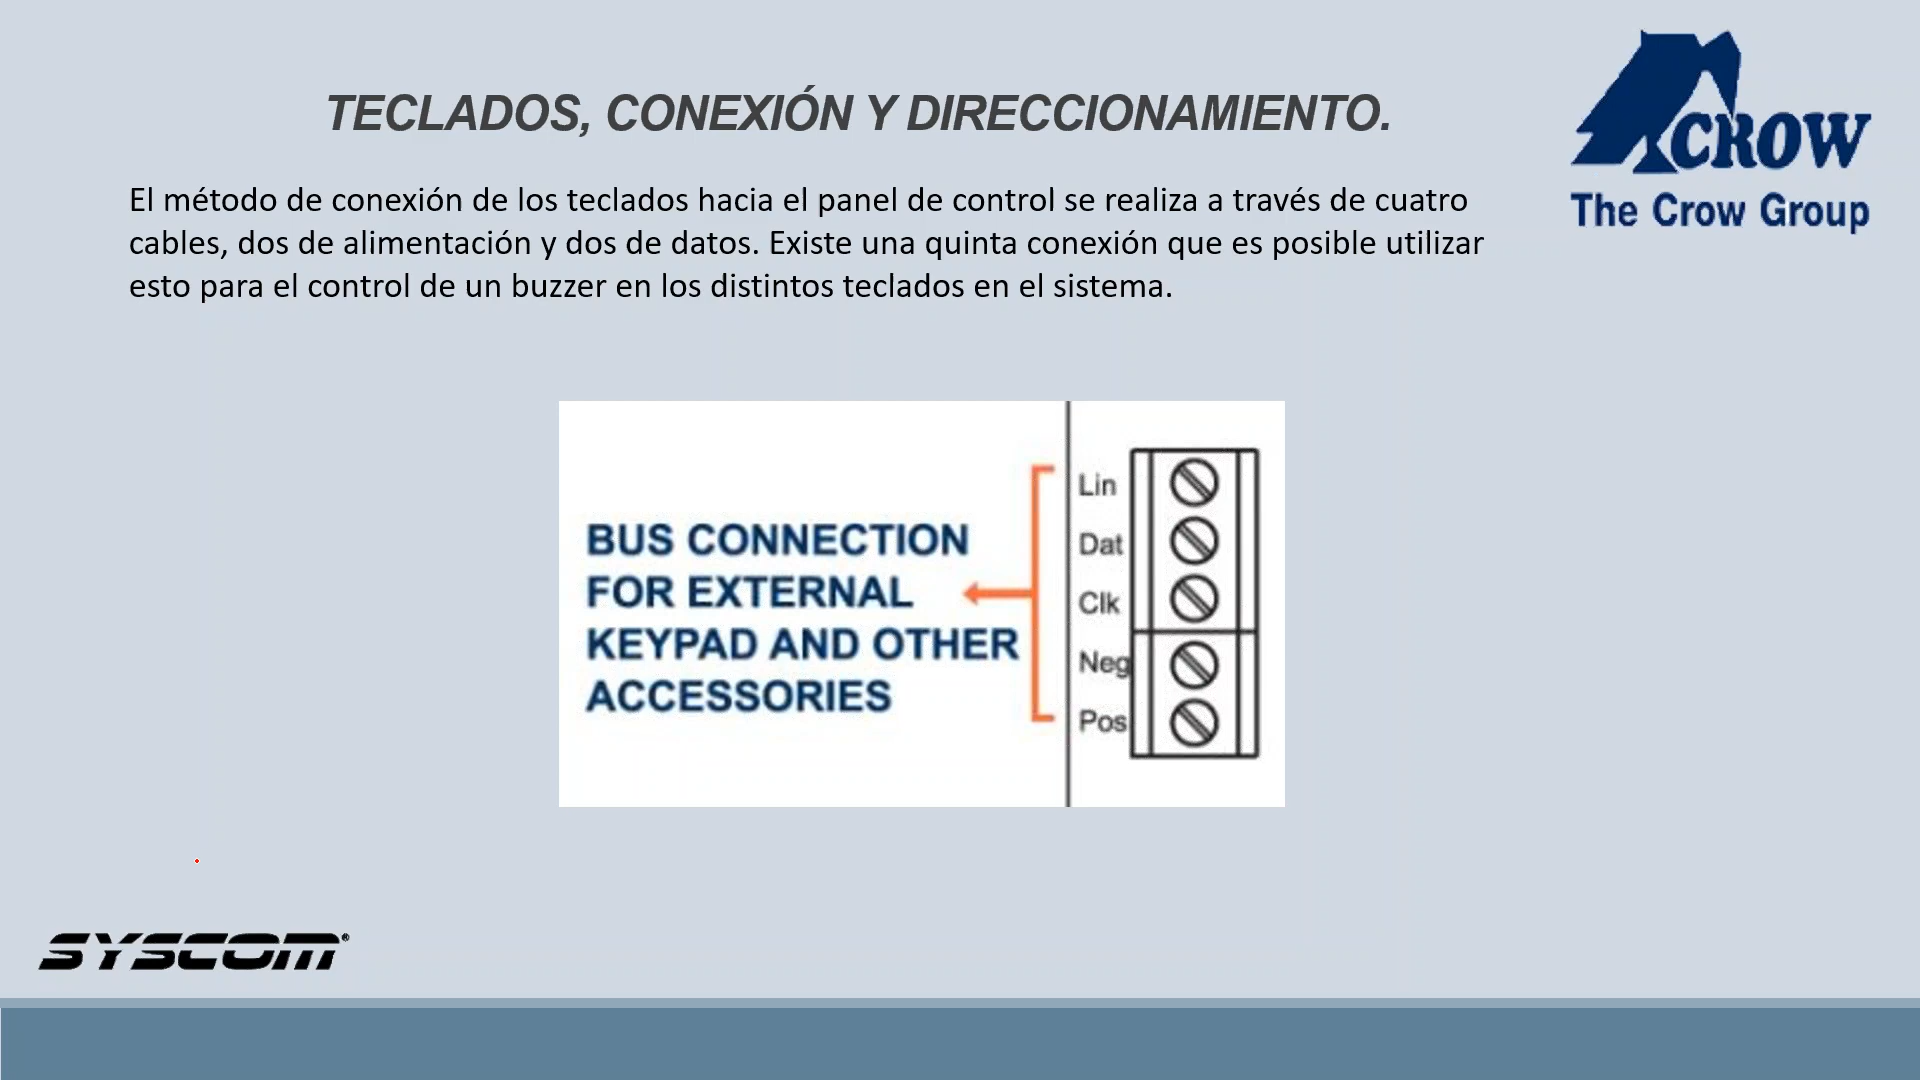 TECLADOS, CONEXIÓN Y DIRECCIONAMIENTO.
CROW
The Crow Group
El método de conexión de los teclados hacia el panel de control se realiza a través de cuatro
cables, dos de alimentación y dos de datos. Existe una quinta conexión que es posible utilizar
esto para el control de un buzzer en los distintos teclados en el sistema.
BUS CONNECTION
FOR EXTERNAL
KEYPAD AND OTHER
ACCESSORIES
Lin
Dat
Clk
Neg
Pos
SYSCOM®